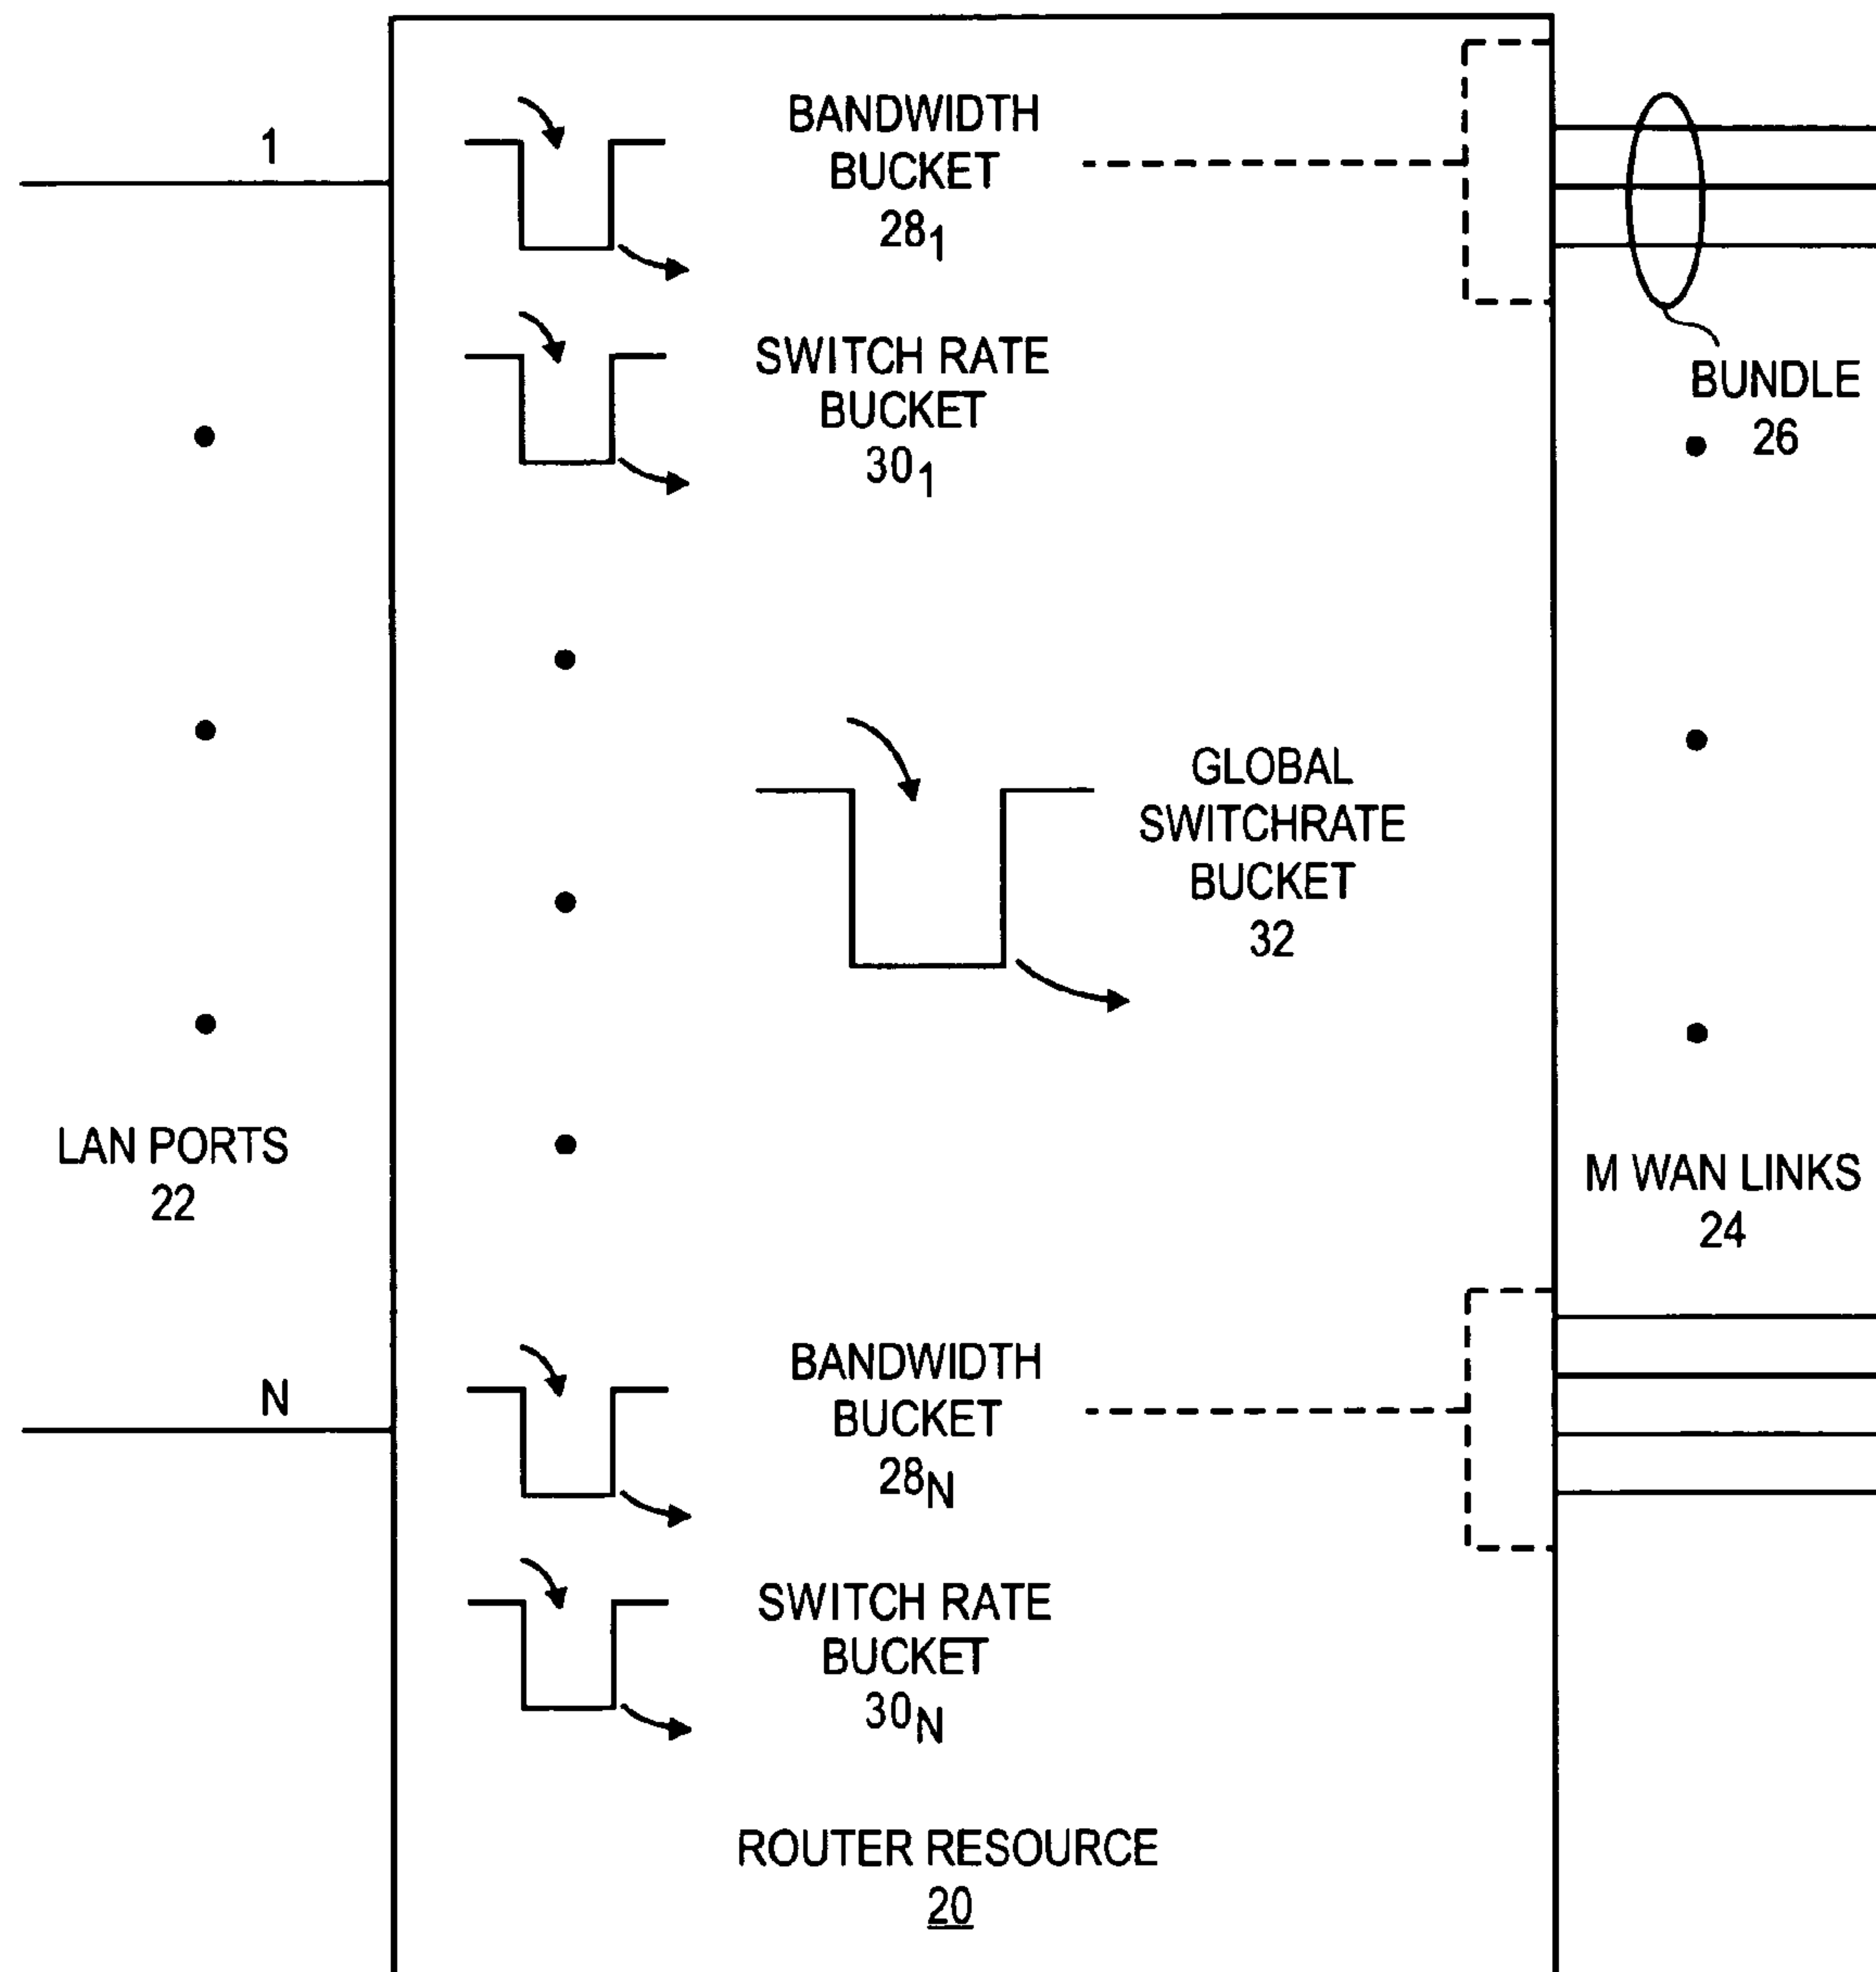 1
BANDWIDTH
BUCKET
28₁
SWITCH RATE
BUCKET
30₁
BUNDLE
26
GLOBAL
SWITCHRATE
BUCKET
32
LAN PORTS
22
M WAN LINKS
24
N
BANDWIDTH
BUCKET
28N
SWITCH RATE
BUCKET
30N
ROUTER RESOURCE
20